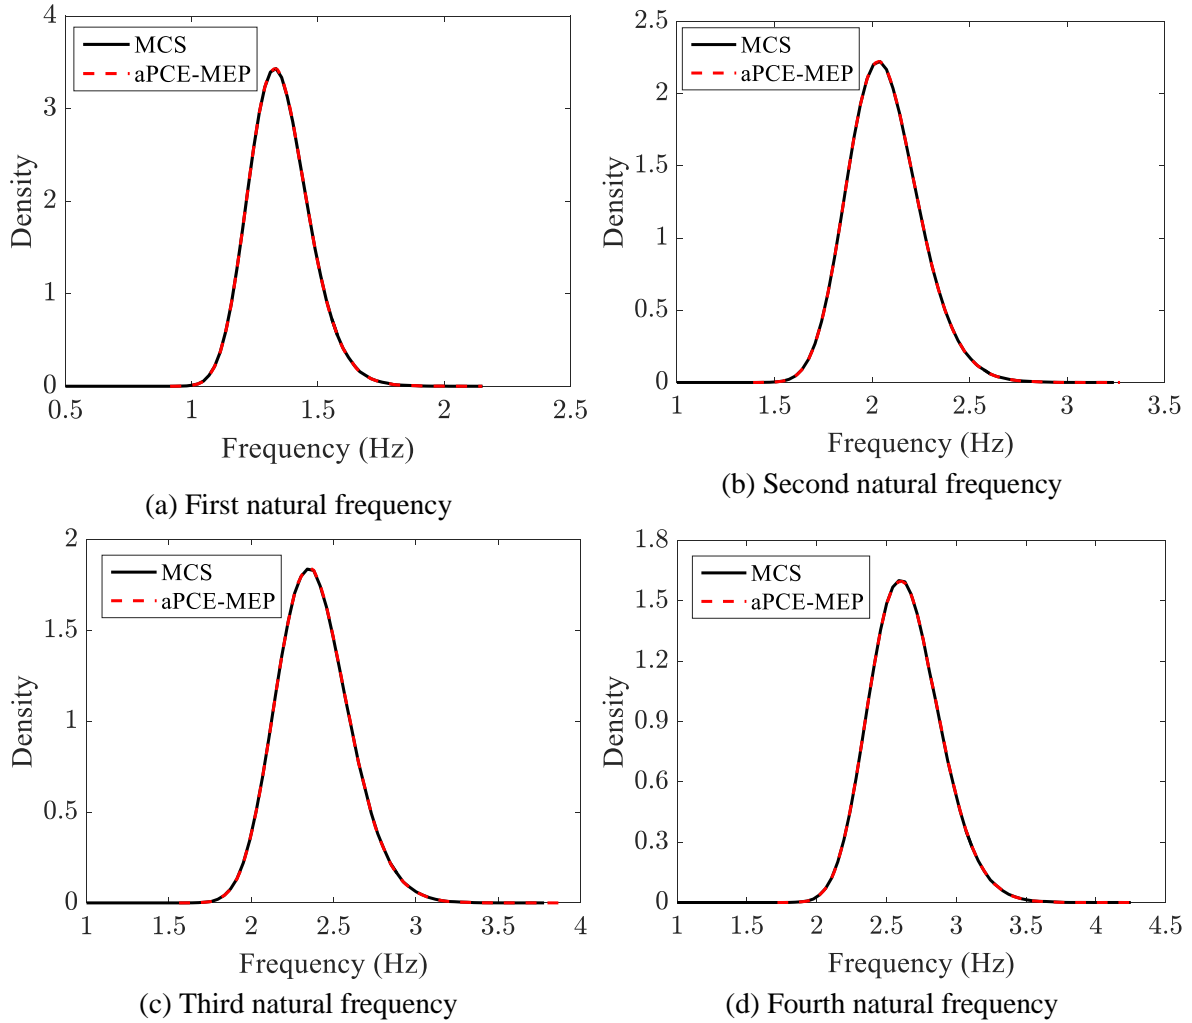 4
3
2
1
0
Density
MCS
aPCE-MEP
0.5
1
1.5
2
2.5
Frequency (Hz)
(a) First natural frequency
2.5
2
1.5
1
0.5
0
Density
MCS
aPCE-MEP
1
1.5
2
2.5
3
3.5
Frequency (Hz)
(b) Second natural frequency
2
1.5
1
0.5
0
Density
MCS
aPCE-MEP
1
1.5
2
2.5
3
3.5
4
Frequency (Hz)
(c) Third natural frequency
1.8
1.5
1.2
0.9
0.6
0.3
0
Density
MCS
aPCE-MEP
1
1.5
2
2.5
3
3.5
4
4.5
Frequency (Hz)
(d) Fourth natural frequency